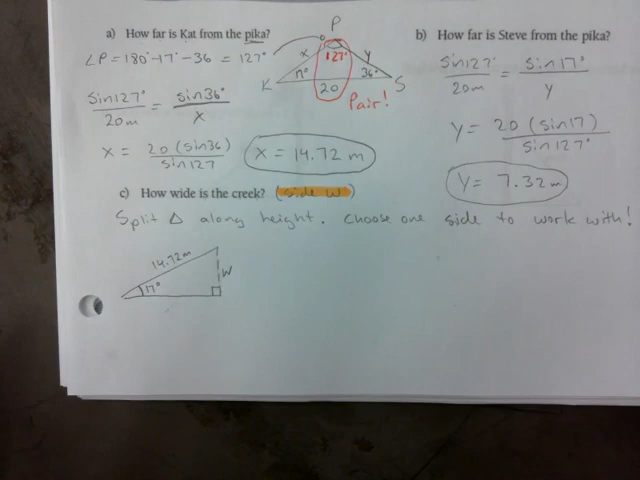 a) How far is Kat from the pika?
∠P = 180° - 17° - 36 = 127°
P
x
y
127°
17°
36°
K
20
S
Pair!
sin127° / 20m = sin36° / x
x = 20 (sin36) / sin127
x = 14.72 m
b) How far is Steve from the pika?
sin127° / 20m = sin17° / y
y = 20 (sin17) / sin127°
y = 7.32m
c) How wide is the creek? (side w)
Split △ along height. Choose one side to work with!
14.72m
17°
w